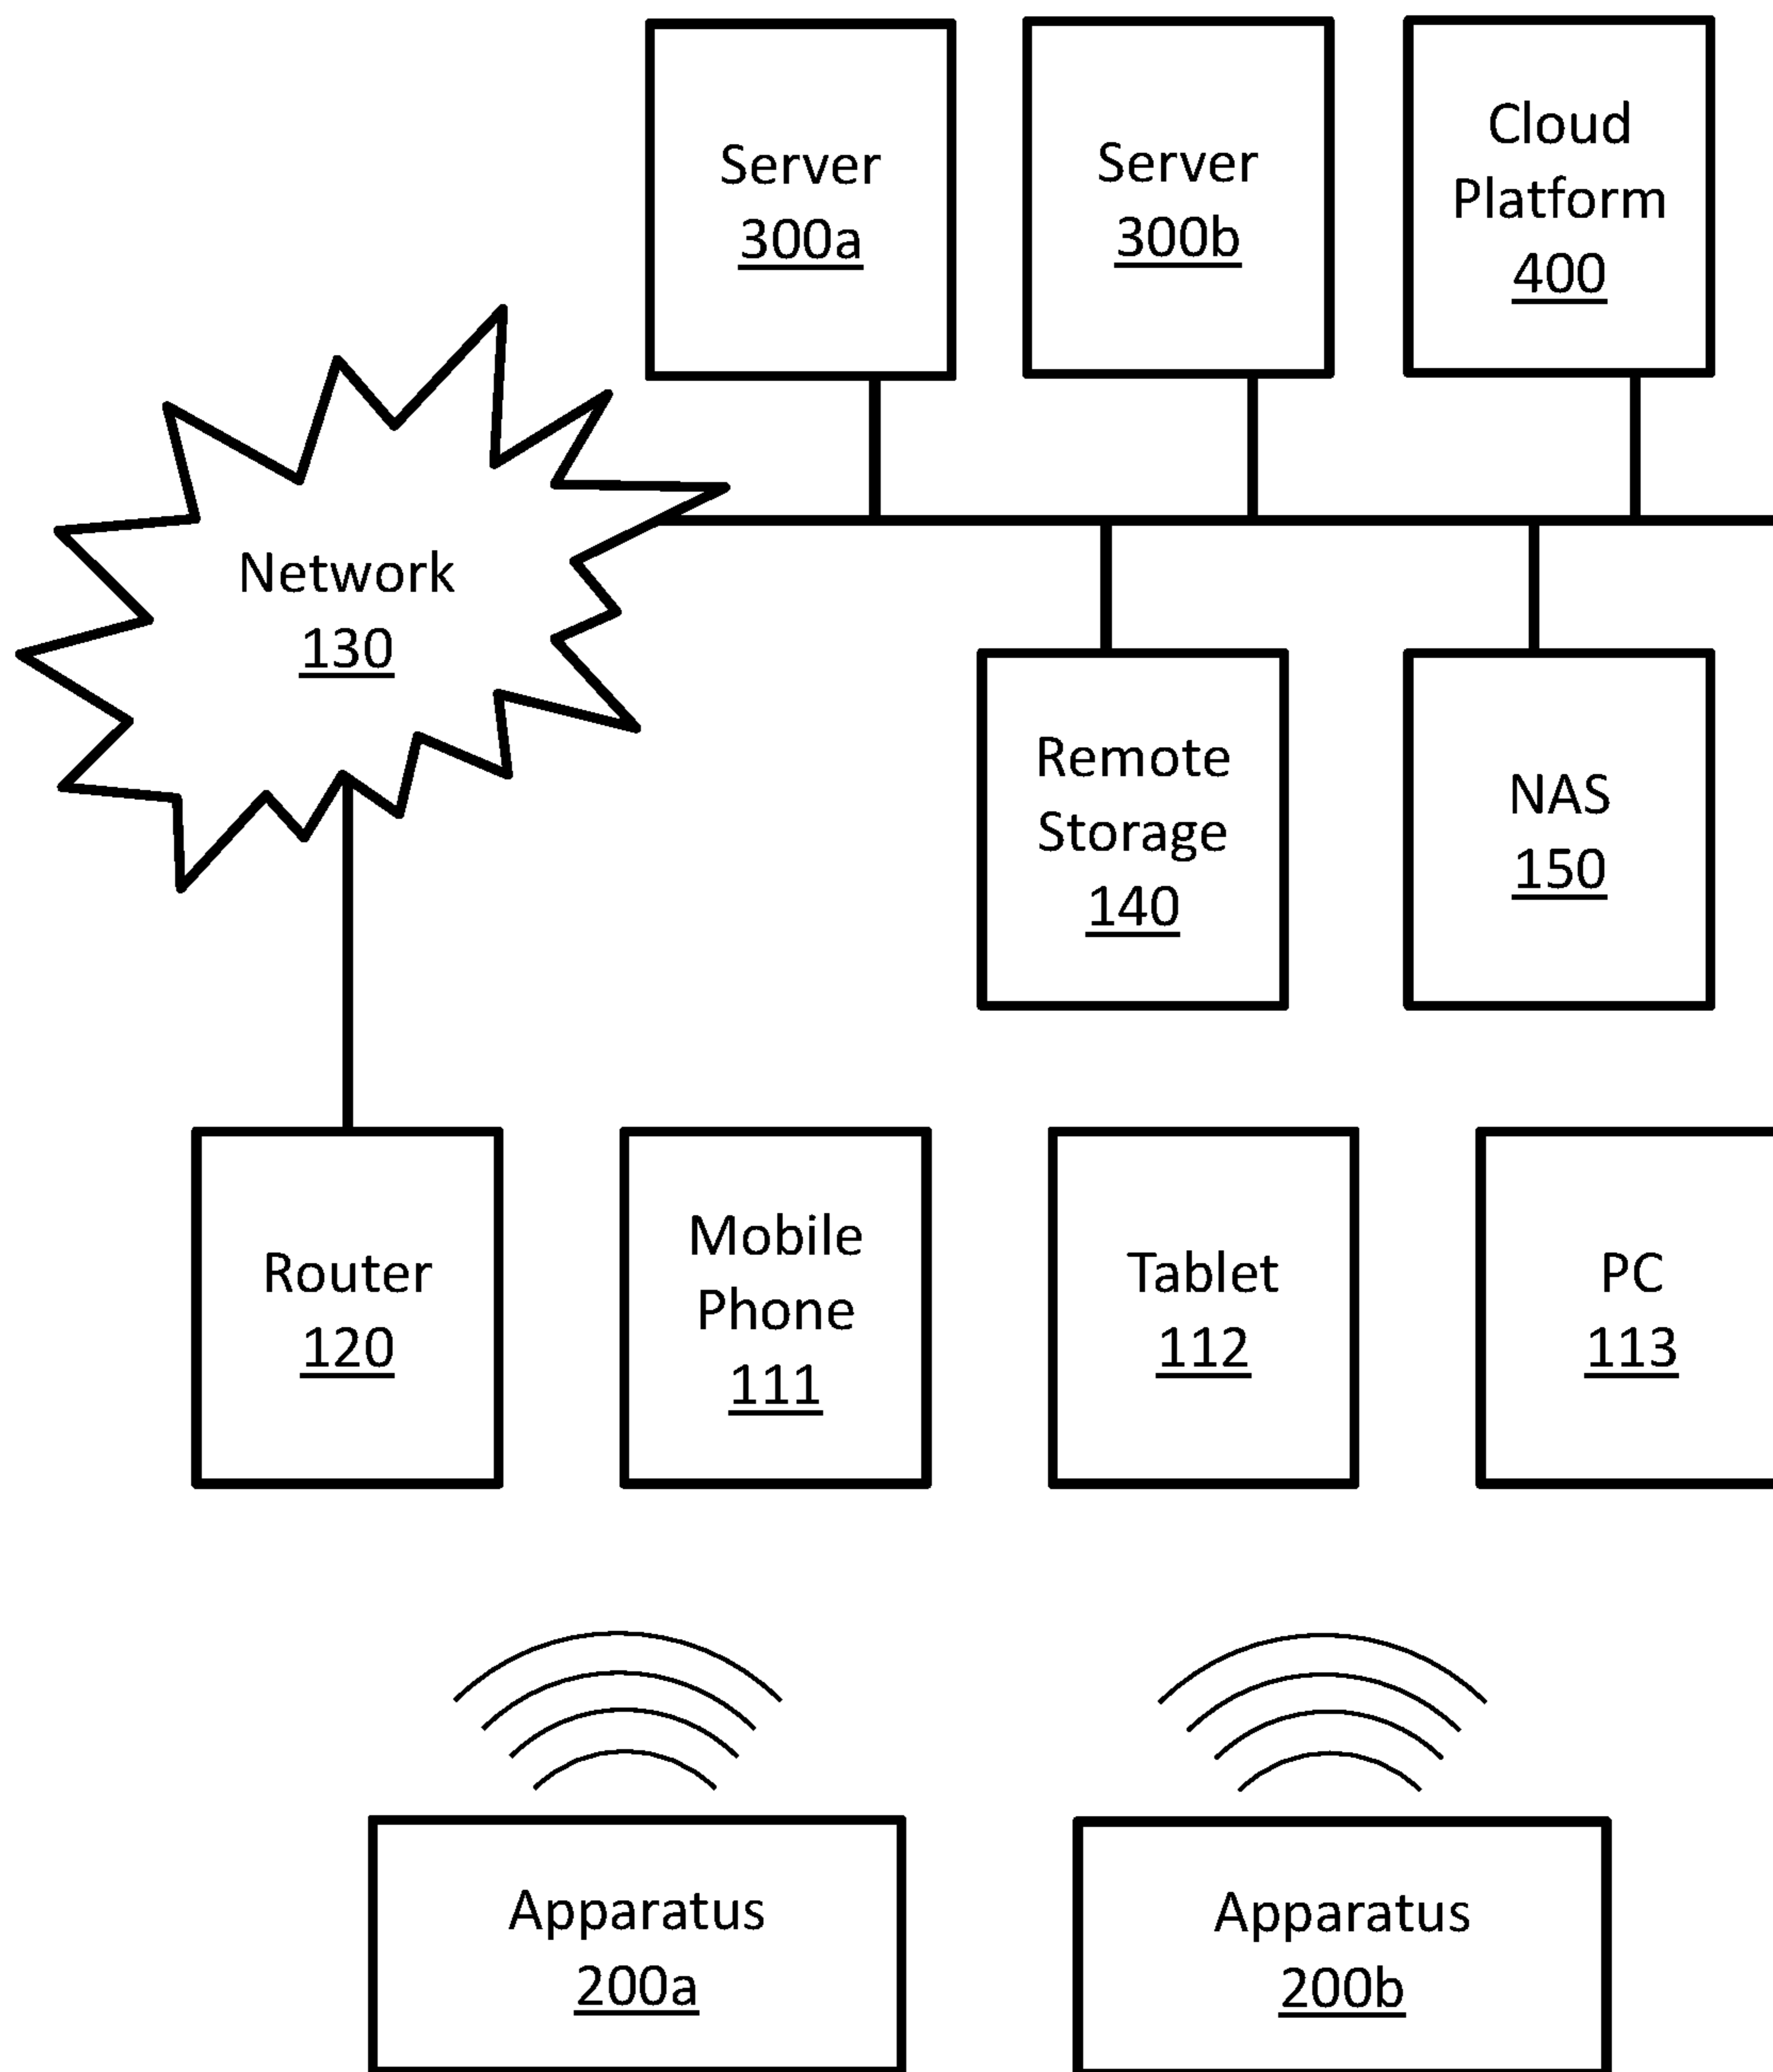 Server
300a
Server
300b
Cloud
Platform
400
Network
130
Remote
Storage
140
NAS
150
Router
120
Mobile
Phone
111
Tablet
112
PC
113
Apparatus
200a
Apparatus
200b